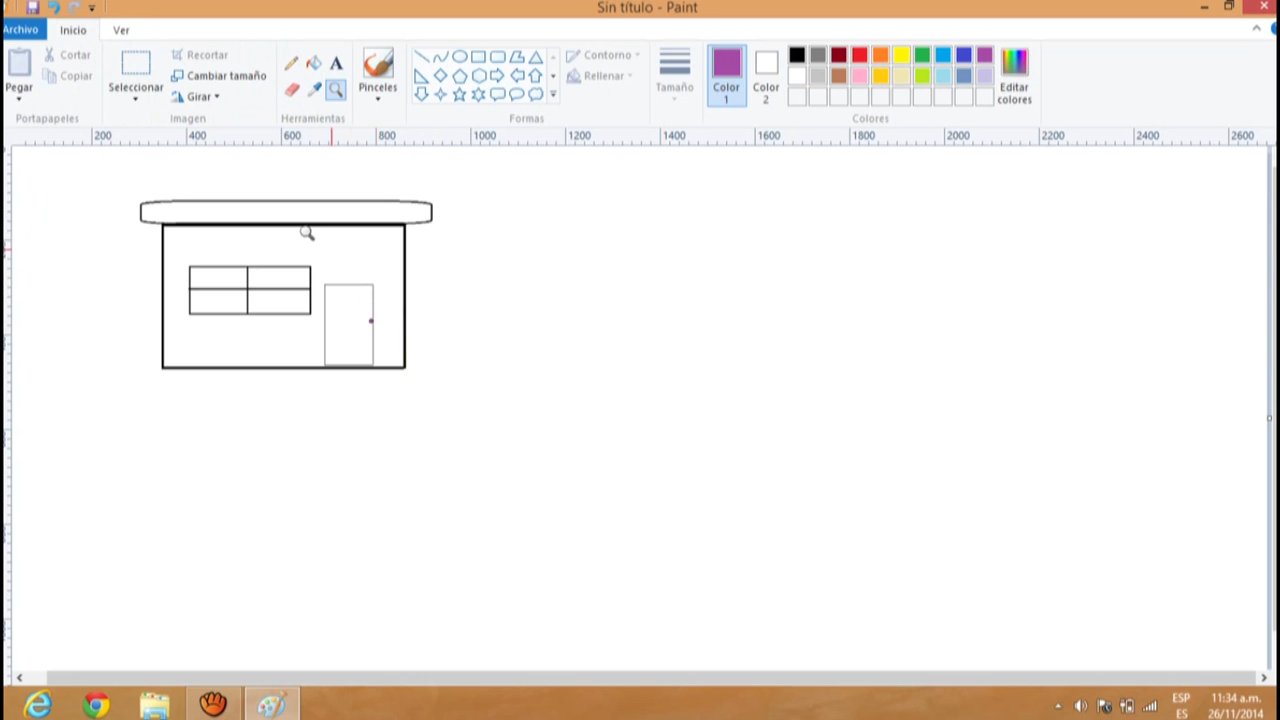 Sin título - Paint
Archivo Inicio Ver
Pegar
Cortar
Copiar
Portapapeles
Seleccionar
Recortar
Cambiar tamaño
Girar
Imagen
A
Herramientas
Pinceles
Contorno
Rellenar
Formas
Tamaño
Color 1
Color 2
Editar colores
Colores
200 400 600 800 1000 1200 1400 1600 1800 2000 2200 2400 2600
ESP 11:34 a.m.
ES 26/11/2014